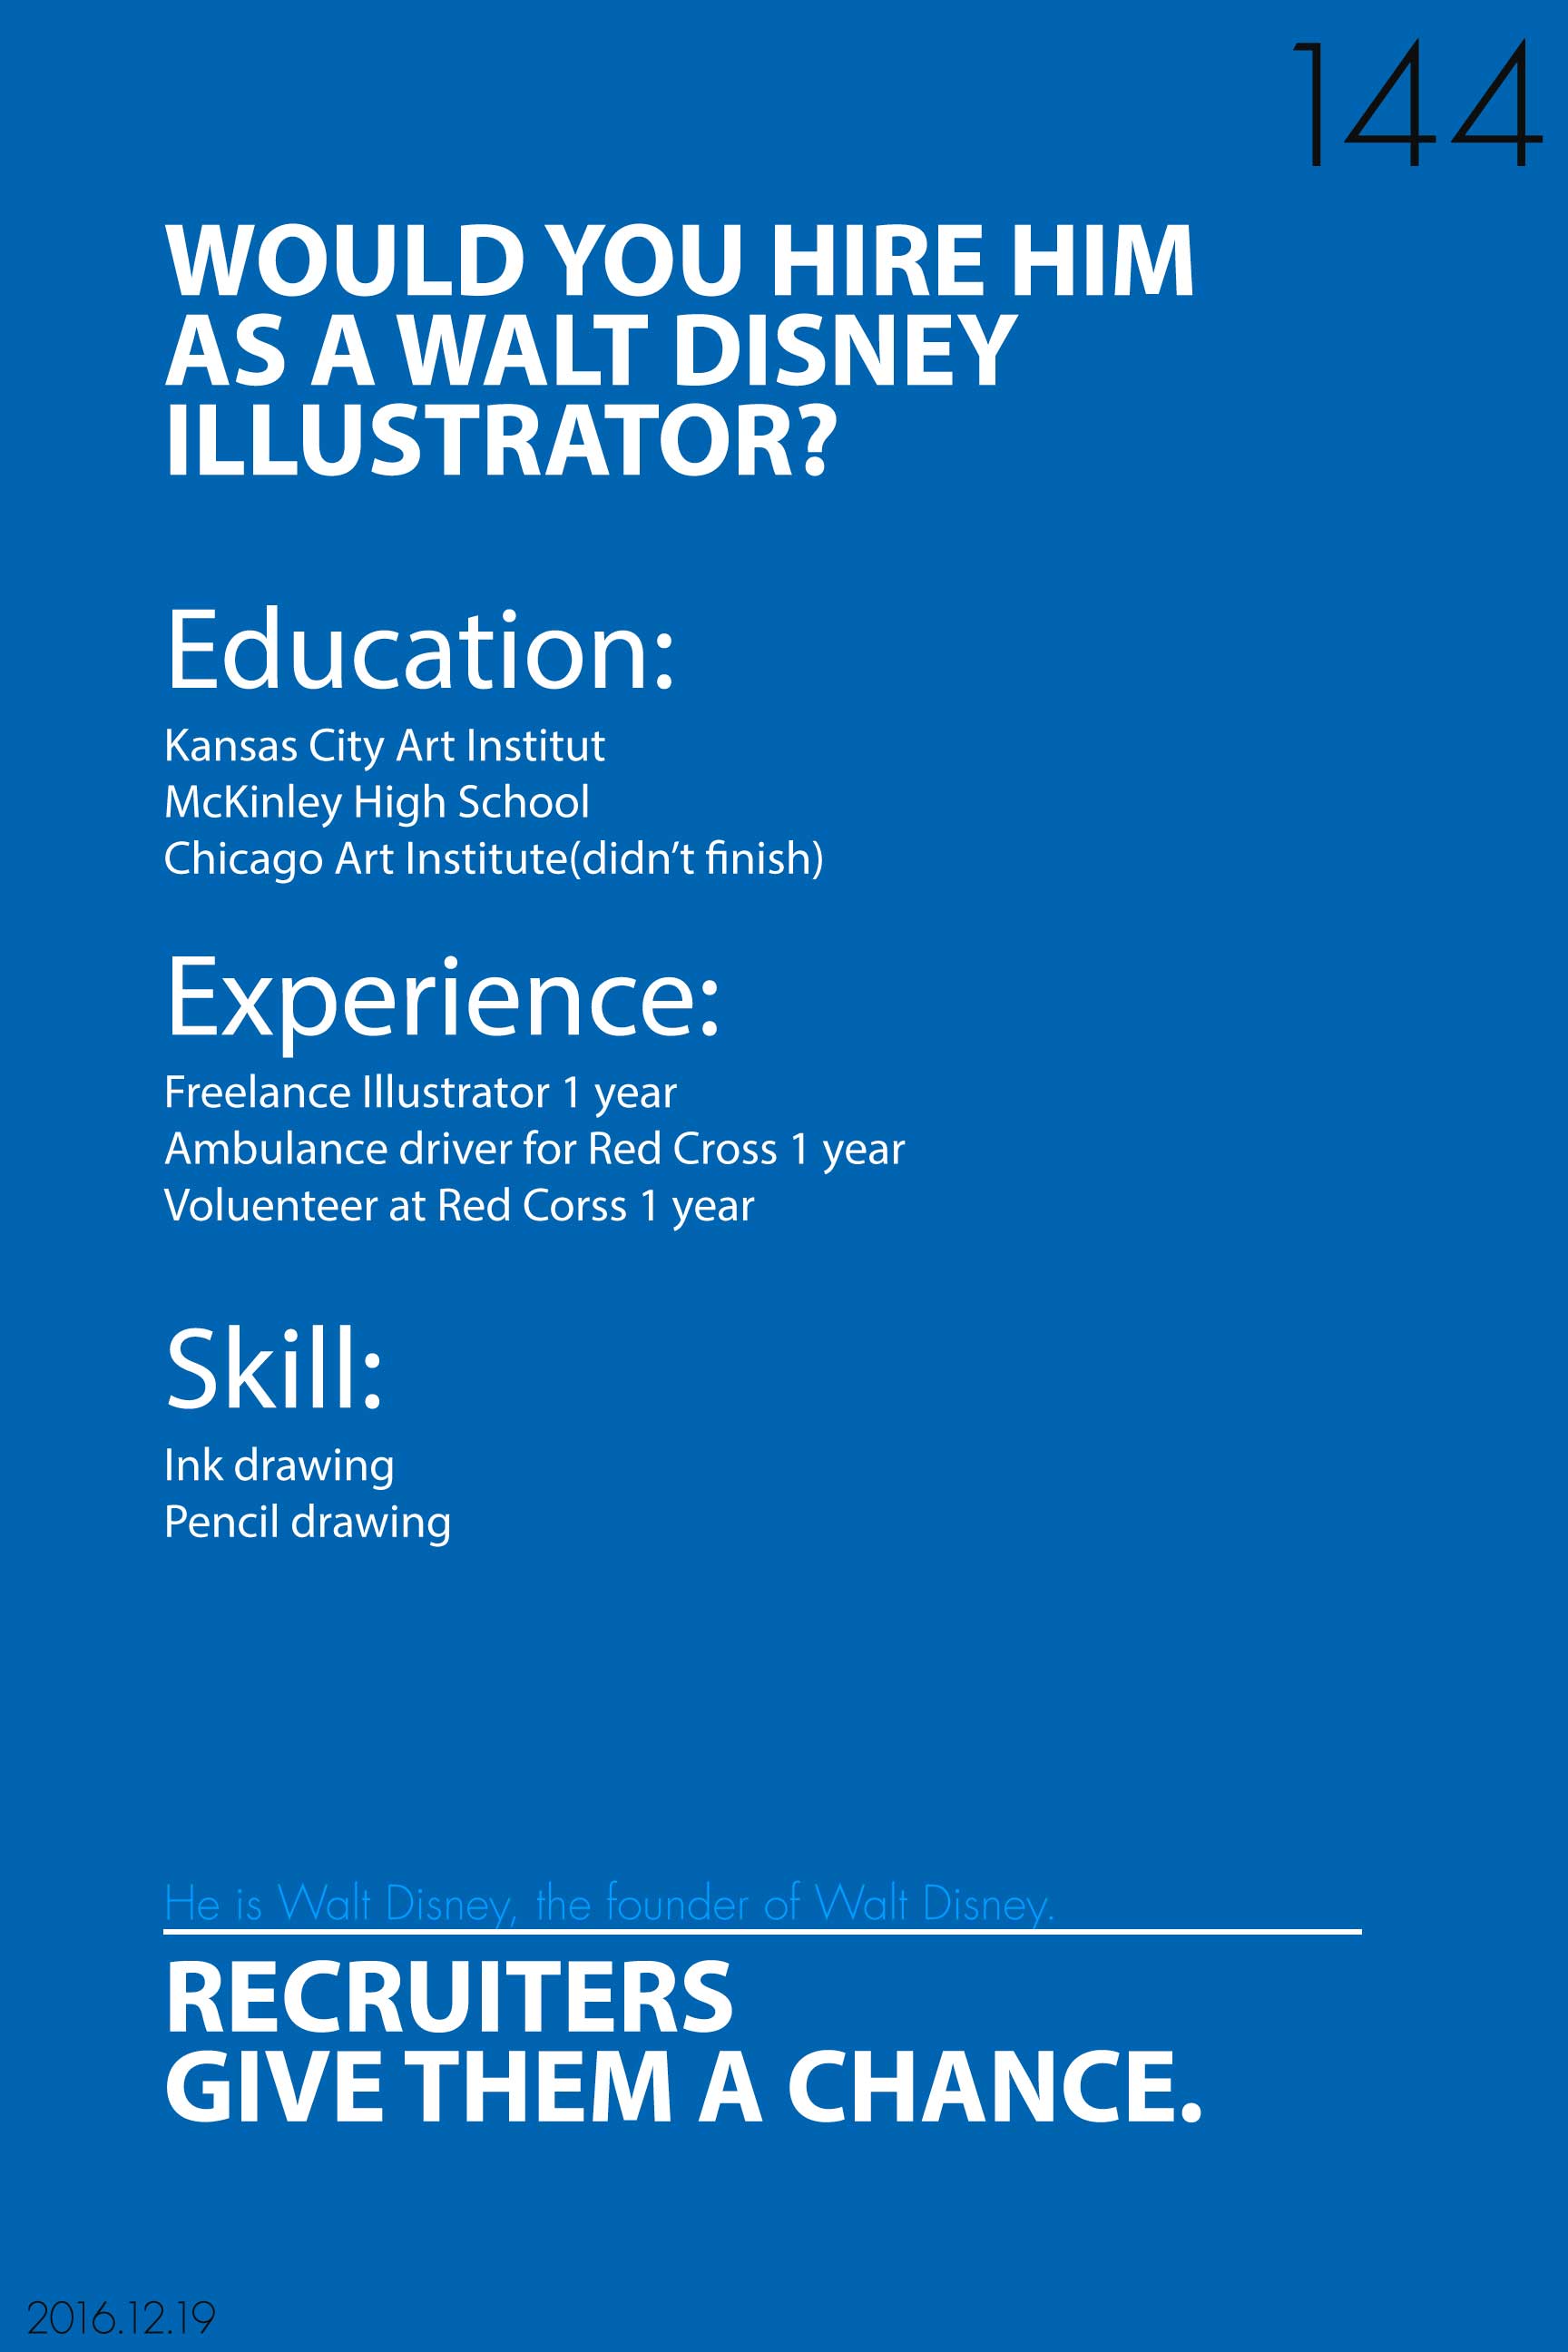 144
WOULD YOU HIRE HIM
AS A WALT DISNEY
ILLUSTRATOR?
Education:
Kansas City Art Institut
McKinley High School
Chicago Art Institute(didn’t finish)
Experience:
Freelance Illustrator 1 year
Ambulance driver for Red Cross 1 year
Voluenteer at Red Corss 1 year
Skill:
Ink drawing
Pencil drawing
He is Walt Disney, the founder of Walt Disney.
RECRUITERS
GIVE THEM A CHANCE.
2016.12.19